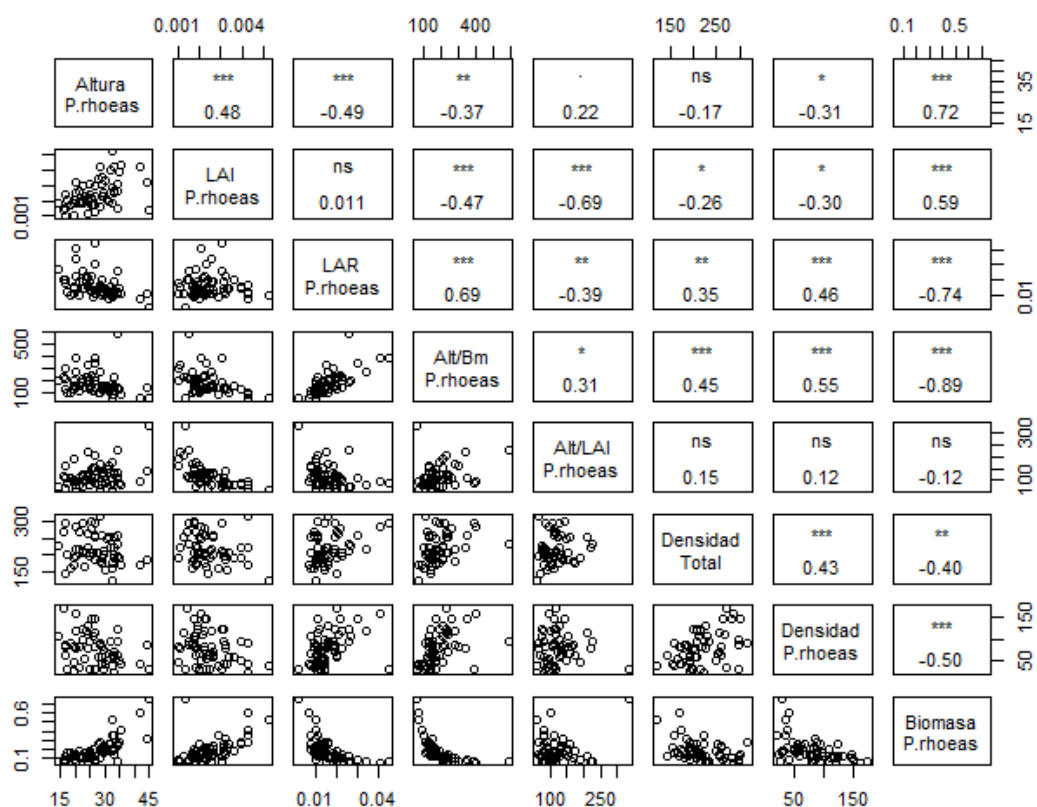 0.001 0.004 100 400 150 250 0.1 0.5
Altura
P.rhoeas
*** *** ** . ns * ***
0.48 -0.49 -0.37 0.22 -0.17 -0.31 0.72
15 35
0.001
LAI
P.rhoeas
ns *** *** * * ***
0.011 -0.47 -0.69 -0.26 -0.30 0.59
LAR
P.rhoeas
*** ** ** *** ***
0.69 -0.39 0.35 0.46 -0.74
0.01
100 500
Alt/Bm
P.rhoeas
* *** *** ***
0.31 0.45 0.55 -0.89
Alt/LAI
P.rhoeas
ns ns ns
0.15 0.12 -0.12
100 300
150 300
Densidad
Total
*** **
0.43 -0.40
Densidad
P.rhoeas
***
-0.50
50 150
0.1 0.6
Biomasa
P.rhoeas
15 30 45 0.01 0.04 100 250 50 150